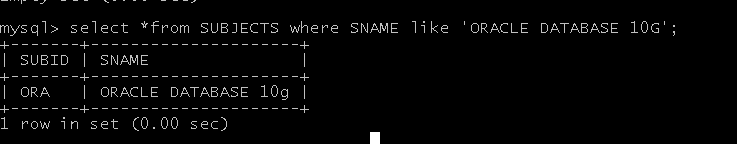 mysql> select *from SUBJECTS where SNAME like 'ORACLE DATABASE 10G';
+-------+---------------------+
| SUBID | SNAME               |
+-------+---------------------+
| ORA   | ORACLE DATABASE 10g |
+-------+---------------------+
1 row in set (0.00 sec)